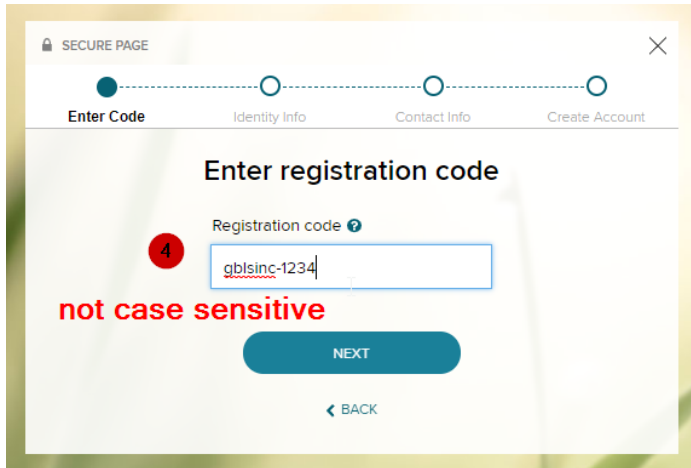 SECURE PAGE
Enter Code Identity Info Contact Info Create Account
Enter registration code
Registration code ?
4
gblsinc-1234
not case sensitive
NEXT
BACK